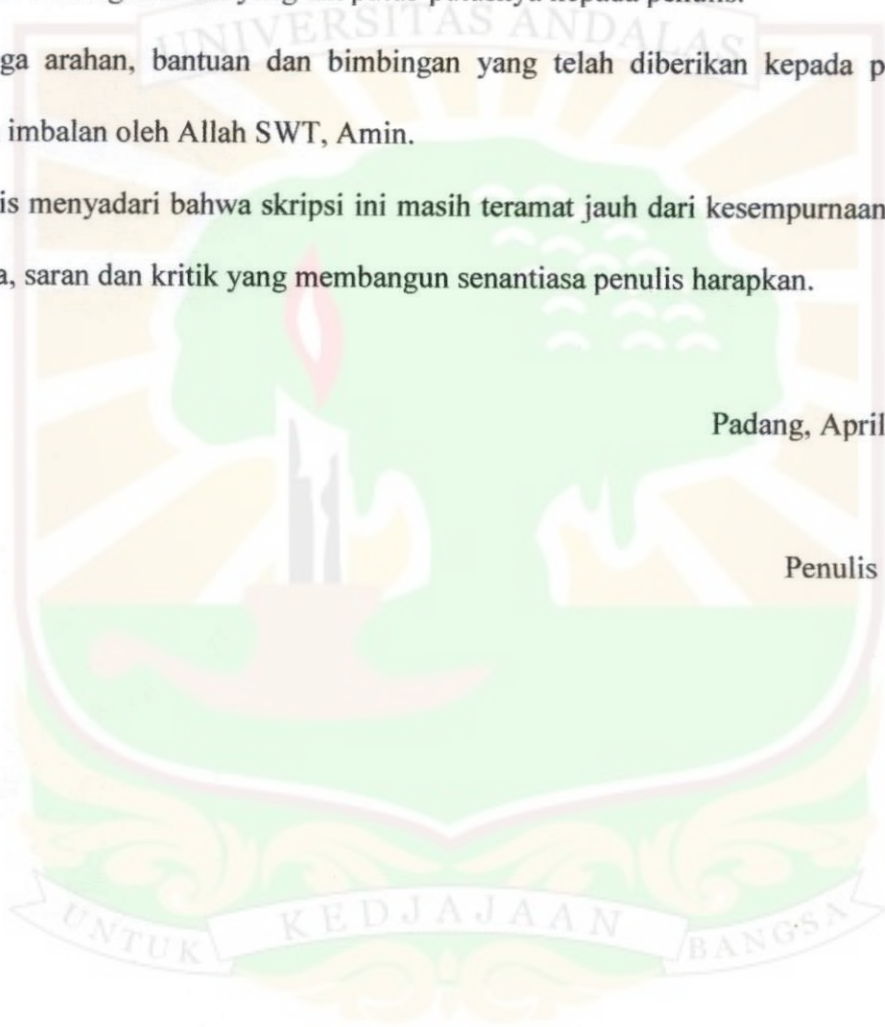 kepada penulis.
UNIVERSITAS ANDALAS
ga arahan, bantuan dan bimbingan yang telah diberikan kepada p
imbalan oleh Allah SWT, Amin.
is menyadari bahwa skripsi ini masih teramat jauh dari kesempurnaan
a, saran dan kritik yang membangun senantiasa penulis harapkan.
Padang, April
Penulis
UNTUK KEDJAJAAN BANGSA